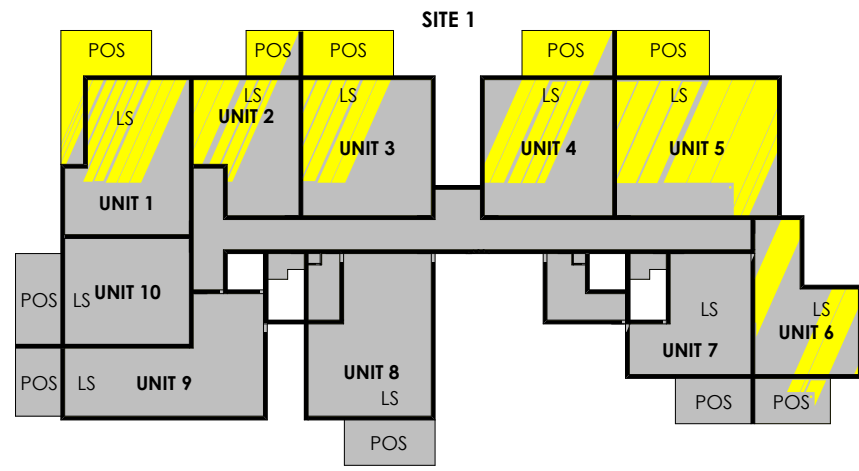 SITE 1
POS
POS
POS
POS
POS
LS
LS
LS
LS
LS
UNIT 2
UNIT 3
UNIT 4
UNIT 5
UNIT 1
POS
LS
UNIT 10
LS
UNIT 7
LS
UNIT 6
POS
LS
UNIT 9
UNIT 8
LS
POS
POS
POS